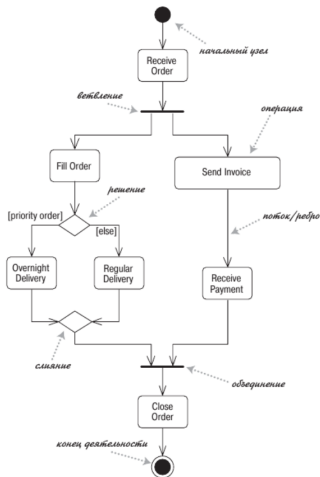 начальный узел
Receive
Order
ветвление
операция
Fill Order
Send Invoice
решение
[priority order]
[else]
поток/ребро
Overnight
Delivery
Regular
Delivery
Receive
Payment
слияние
объединение
Close
Order
конец деятельности